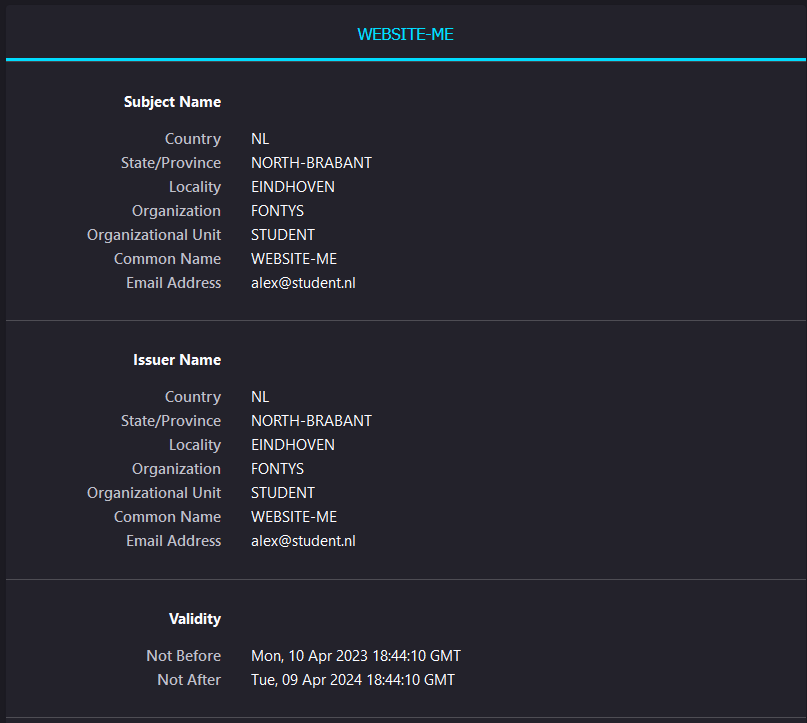 WEBSITE-ME
Subject Name
Country NL
State/Province NORTH-BRABANT
Locality EINDHOVEN
Organization FONTYS
Organizational Unit STUDENT
Common Name WEBSITE-ME
Email Address alex@student.nl
Issuer Name
Country NL
State/Province NORTH-BRABANT
Locality EINDHOVEN
Organization FONTYS
Organizational Unit STUDENT
Common Name WEBSITE-ME
Email Address alex@student.nl
Validity
Not Before Mon, 10 Apr 2023 18:44:10 GMT
Not After Tue, 09 Apr 2024 18:44:10 GMT